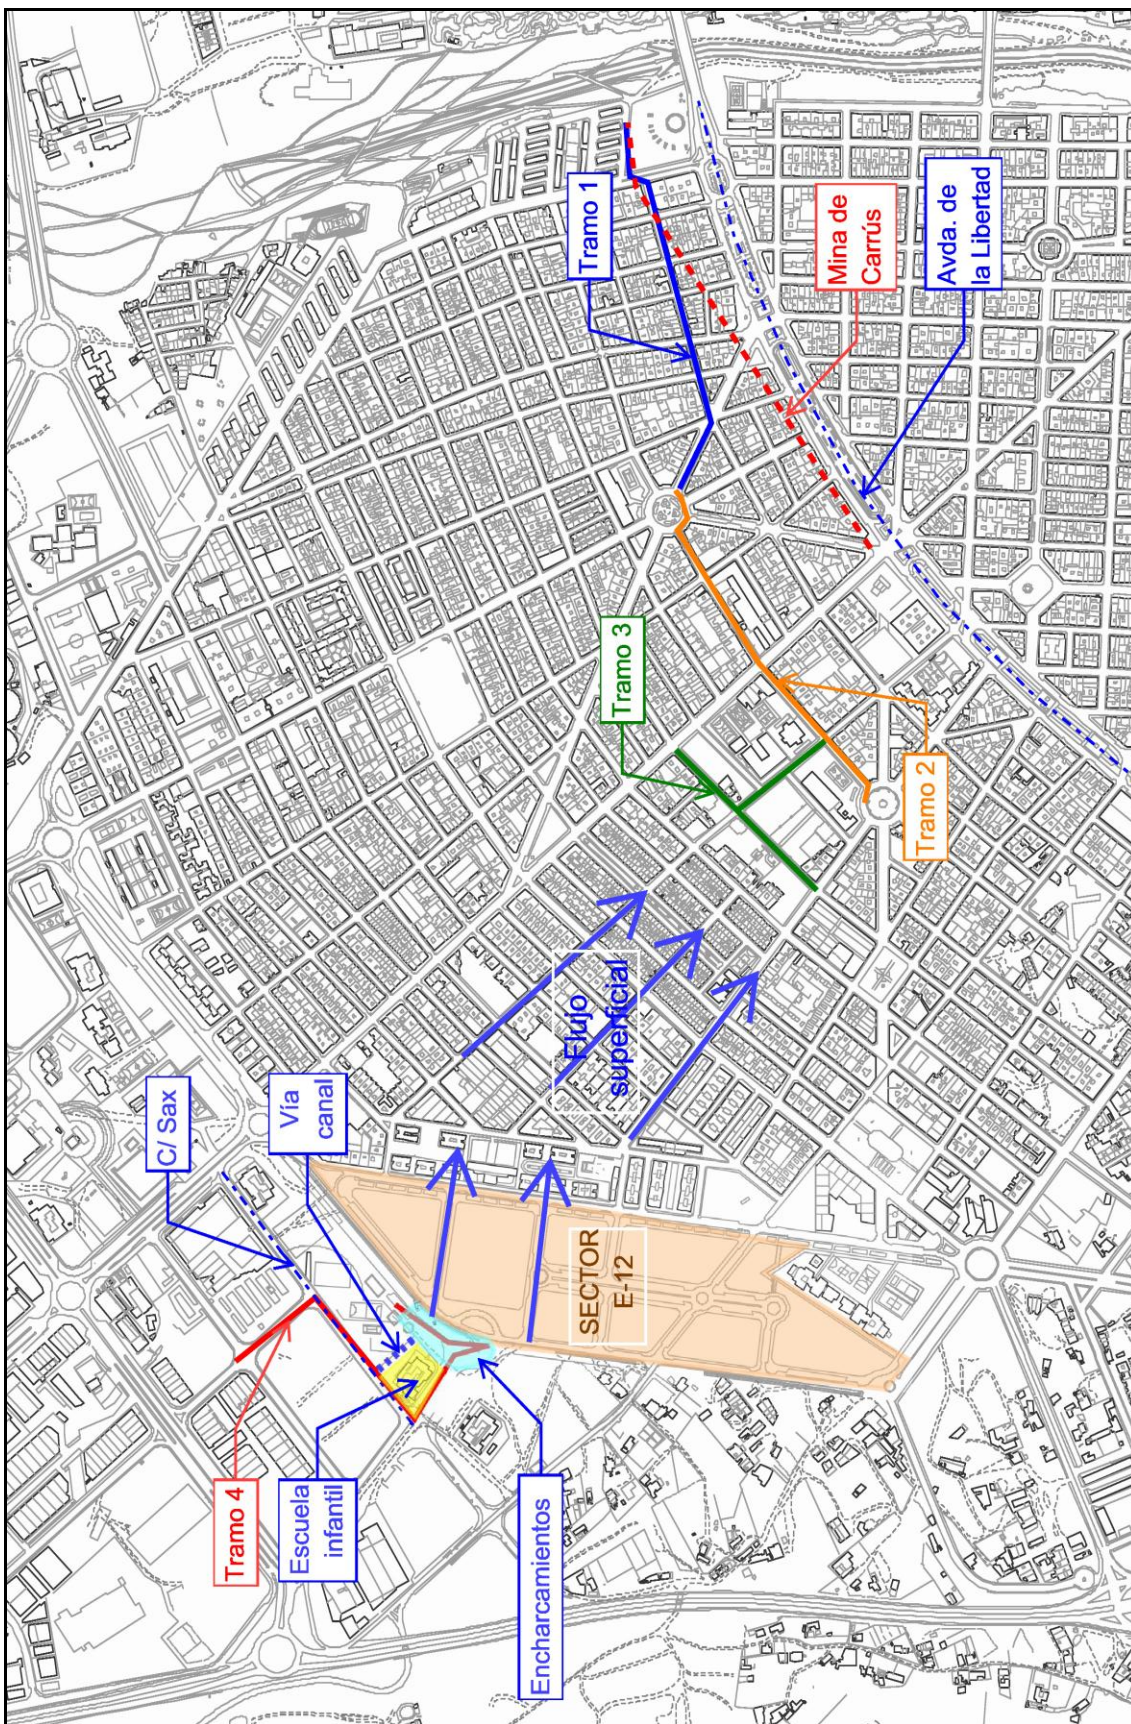 C/ Sax
Vía
canal
Tramo 4
Escuela
infantil
Encharcamientos
SECTOR
E-12
Flujo
superficial
Tramo 3
Tramo 2
Tramo 1
Mina de
Carrús
Avda. de
la Libertad